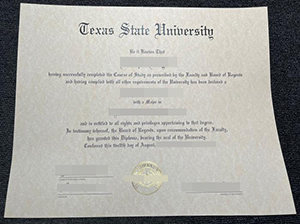 Texas State University
Be It Known That
having successfully completed the Course of Study as prescribed by the Faculty and Board of Regents
and having complied with all other requirements of the University has been declared a
with a Major in
and is entitled to all rights and privileges appertaining to that degree.
In testimony whereof, the Board of Regents, upon recommendation of the Faculty,
has granted this Diploma, bearing the seal of the University.
Conferred this twelfth day of August,